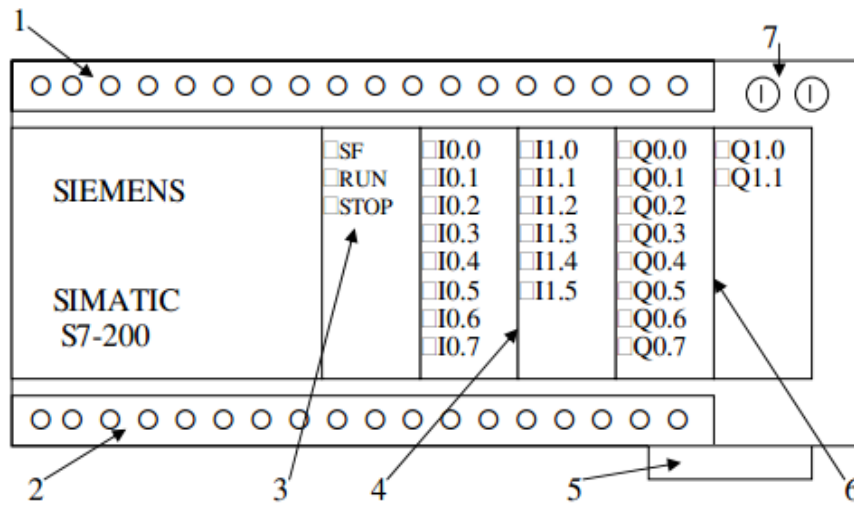 1
7
SIEMENS
SIMATIC
S7-200
SF
RUN
STOP
I0.0
I0.1
I0.2
I0.3
I0.4
I0.5
I0.6
I0.7
I1.0
I1.1
I1.2
I1.3
I1.4
I1.5
Q0.0
Q0.1
Q0.2
Q0.3
Q0.4
Q0.5
Q0.6
Q0.7
Q1.0
Q1.1
2
3
4
5
6